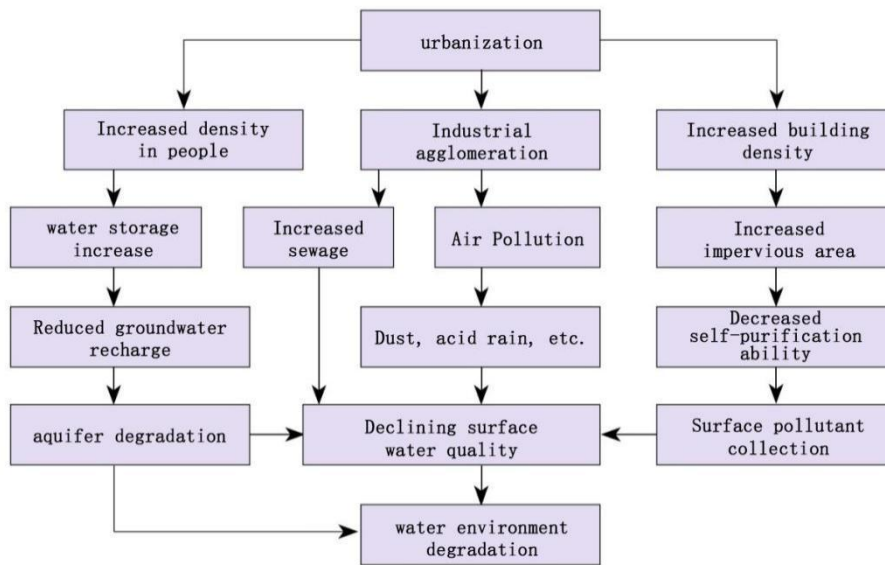 urbanization
Increased density
in people
Industrial
agglomeration
Increased building
density
water storage
increase
Increased
sewage
Air Pollution
Increased
impervious area
Reduced groundwater
recharge
Dust, acid rain, etc.
Decreased
self-purification
ability
aquifer degradation
Declining surface
water quality
Surface pollutant
collection
water environment
degradation